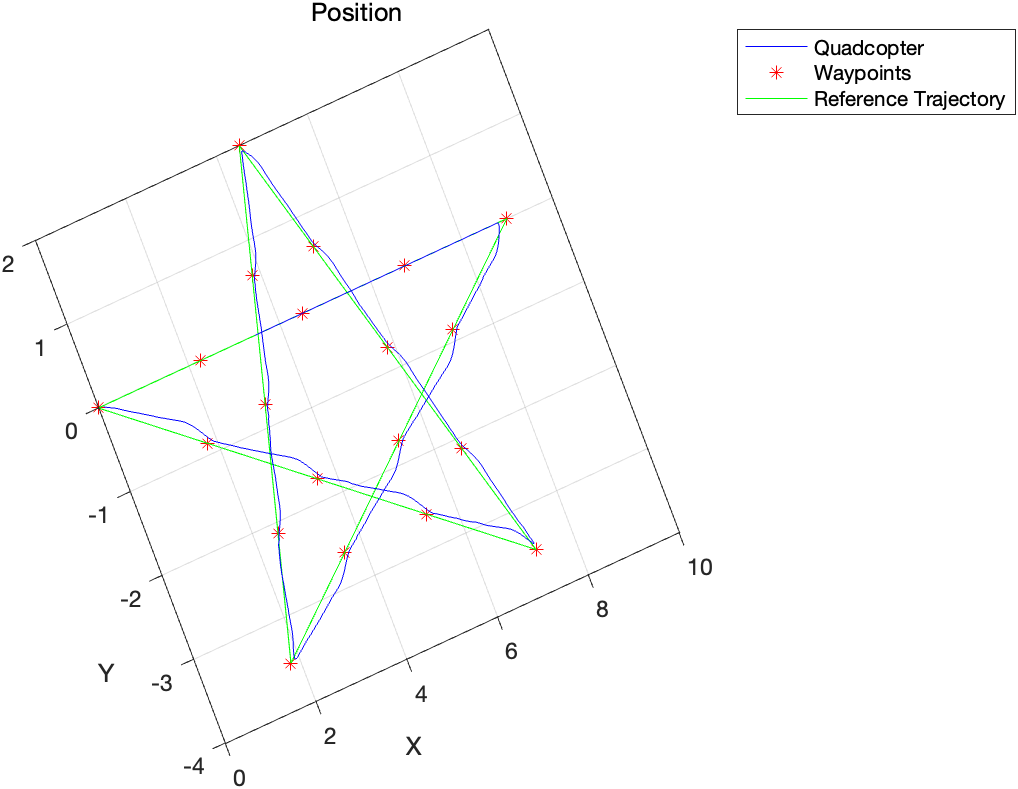 Position
Quadcopter
Waypoints
Reference Trajectory
2
1
0
-1
-2
-3
-4
Y
0
2
4
6
8
10
X